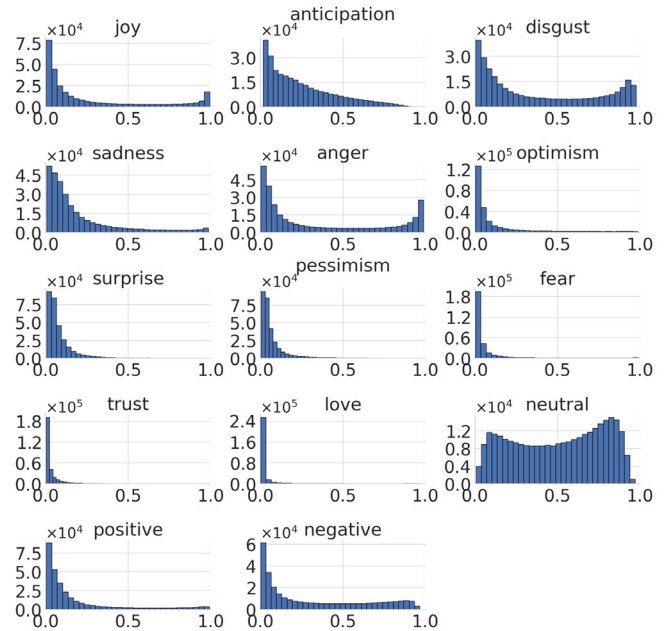 joy
anticipation
disgust
×10⁴
7.5
5.0
2.5
0.0
0.0 0.5 1.0
×10⁴
3.0
1.5
0.0
0.0 0.5 1.0
×10⁴
3.0
1.5
0.0
0.0 0.5 1.0
sadness
anger
optimism
×10⁴
4.5
3.0
1.5
0.0
0.0 0.5 1.0
×10⁴
4.5
3.0
1.5
0.0
0.0 0.5 1.0
×10⁵
1.2
0.8
0.4
0.0
0.0 0.5 1.0
surprise
pessimism
fear
×10⁴
7.5
5.0
2.5
0.0
0.0 0.5 1.0
×10⁴
7.5
5.0
2.5
0.0
0.0 0.5 1.0
×10⁵
1.8
1.2
0.6
0.0
0.0 0.5 1.0
trust
love
neutral
×10⁵
1.8
1.2
0.6
0.0
0.0 0.5 1.0
×10⁵
2.4
1.6
0.8
0.0
0.0 0.5 1.0
×10⁴
1.2
0.8
0.4
0.0
0.0 0.5 1.0
positive
negative
×10⁴
7.5
5.0
2.5
0.0
0.0 0.5 1.0
×10⁴
6
4
2
0
0.0 0.5 1.0